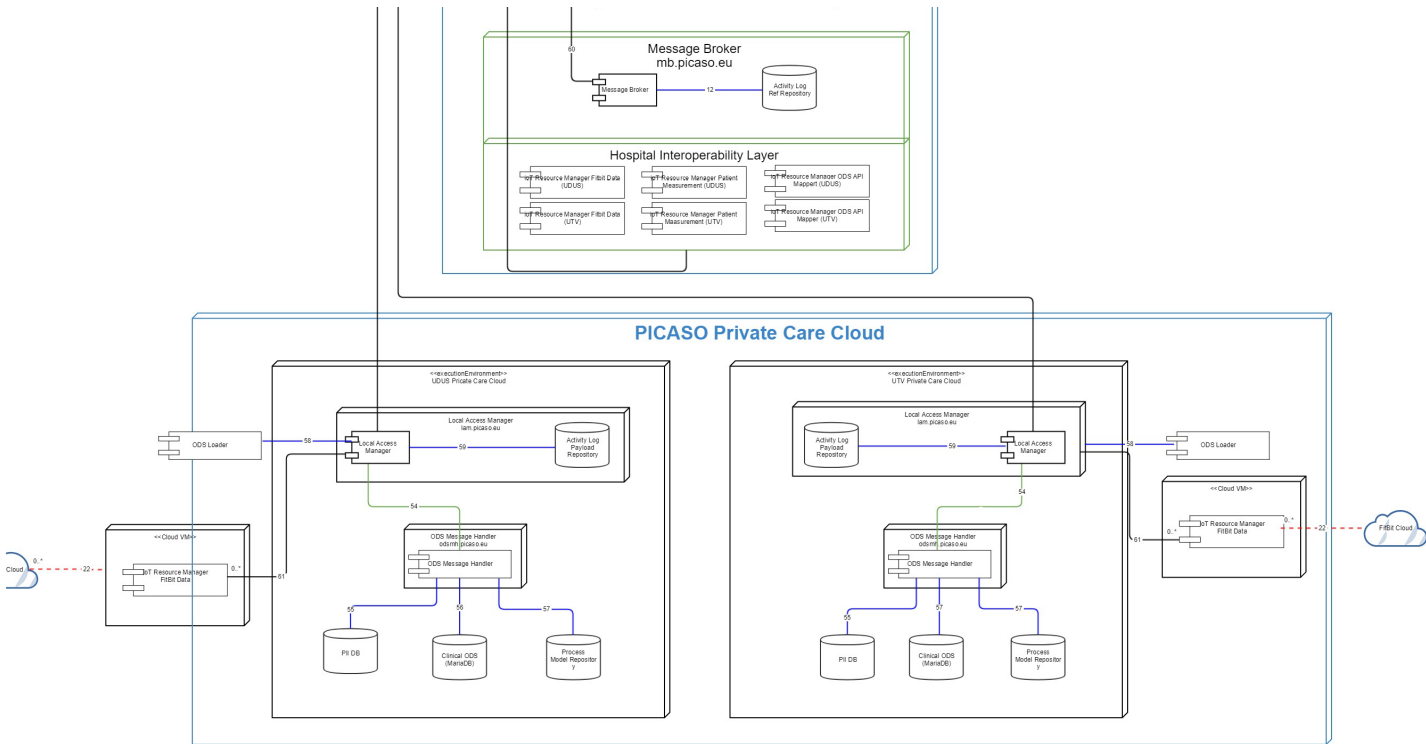 60
Message Broker
mb.picaso.eu
Message Broker
12
Activity Log
Ref Repository
Hospital Interoperability Layer
IoT Resource Manager Fitbit Data
(UDUS)
IoT Resource Manager Patient
Measurement (UDUS)
IoT Resource Manager ODS API
Mappert (UDUS)
IoT Resource Manager Fitbit Data
(UTV)
IoT Resource Manager Patient
Maasurement (UTV)
IoT Resource Manager ODS API
Mapper (UTV)
PICASO Private Care Cloud
<<executionEnvironment>>
UDUS Pricate Care Cloud
Local Access Manager
lam.picaso.eu
Local Access
Manager
59
Activity Log
Payload
Repository
ODS Loader
58
54
<<Cloud VM>>
IoT Resource Manager
FitBit Data
0..*
61
Cloud
0..*
22
ODS Message Handler
odsmh.picaso.eu
ODS Message Handler
55
56
57
PII DB
Clinical ODS
(MariaDB)
Process
Model Repositor
y
<<executionEnvironment>>
UTV Private Care Cloud
Local Access Manager
lam.picaso.eu
Activity Log
Payload
Repository
59
Local Access
Manager
58
ODS Loader
54
<<Cloud VM>>
IoT Resource Manager
FitBit Data
0..*
0..*
61
22
FitBit Cloud
ODS Message Handler
odsmh.picaso.eu
ODS Message Handler
55
57
57
PII DB
Clinical ODS
(MariaDB)
Process
Model Repositor
y